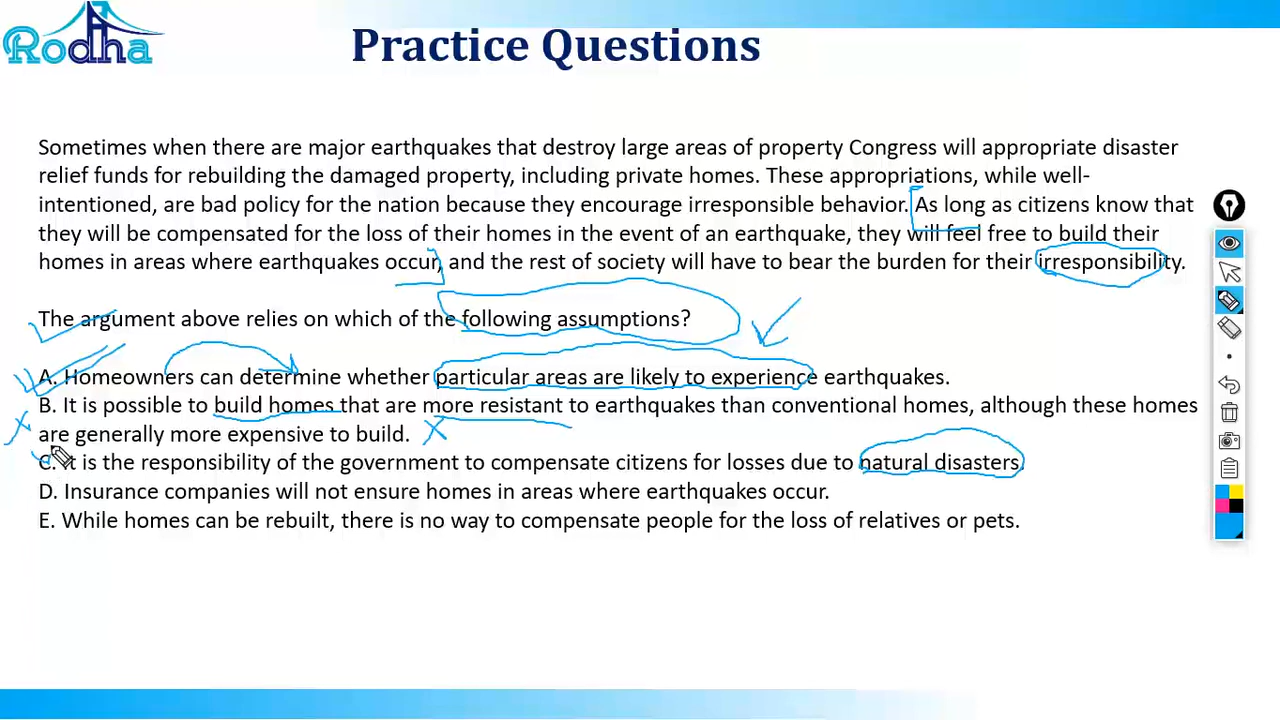 Rodha
Practice Questions
Sometimes when there are major earthquakes that destroy large areas of property Congress will appropriate disaster
relief funds for rebuilding the damaged property, including private homes. These appropriations, while well-
intentioned, are bad policy for the nation because they encourage irresponsible behavior. As long as citizens know that
they will be compensated for the loss of their homes in the event of an earthquake, they will feel free to build their
homes in areas where earthquakes occur, and the rest of society will have to bear the burden for their irresponsibility.
The argument above relies on which of the following assumptions?
A. Homeowners can determine whether particular areas are likely to experience earthquakes.
B. It is possible to build homes that are more resistant to earthquakes than conventional homes, although these homes
are generally more expensive to build.
C. It is the responsibility of the government to compensate citizens for losses due to natural disasters.
D. Insurance companies will not ensure homes in areas where earthquakes occur.
E. While homes can be rebuilt, there is no way to compensate people for the loss of relatives or pets.